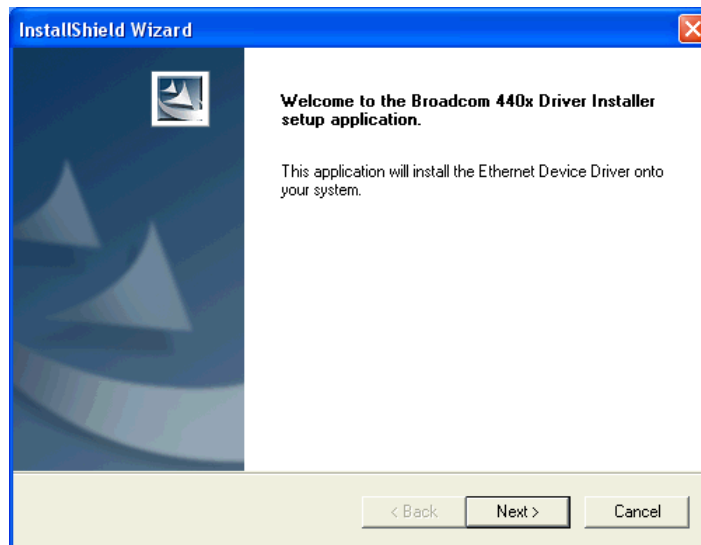 InstallShield Wizard
Welcome to the Broadcom 440x Driver Installer
setup application.
This application will install the Ethernet Device Driver onto
your system.
< Back
Next >
Cancel